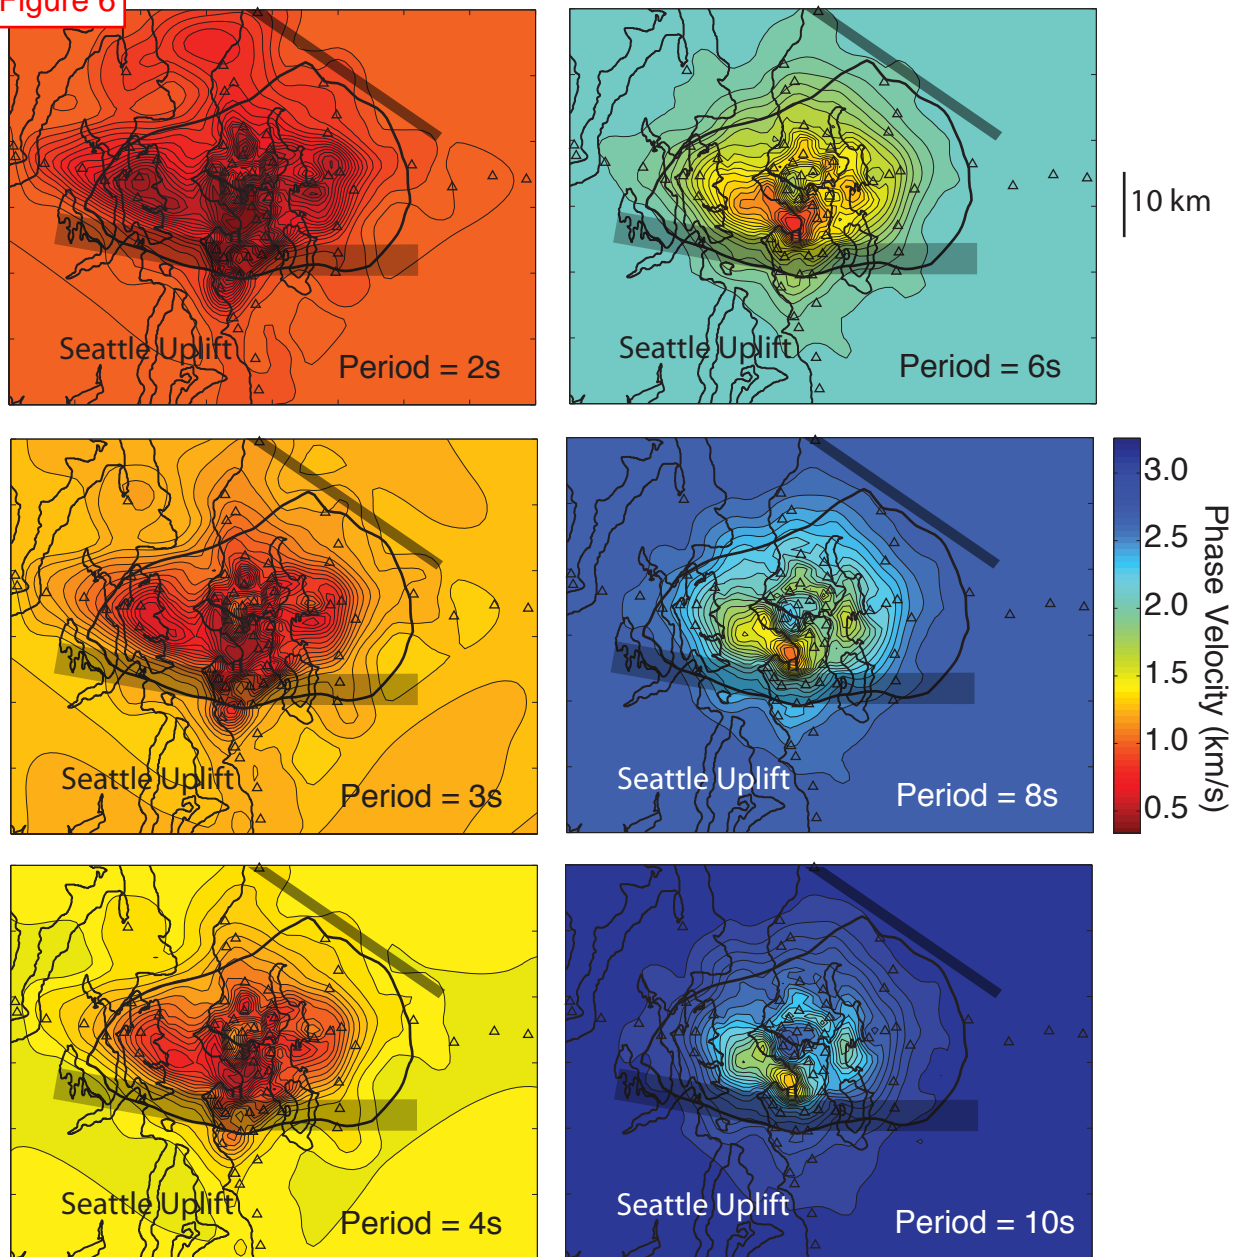 Figure 6
Seattle Uplift
Period = 2s
Seattle Uplift
Period = 6s
10 km
Seattle Uplift
Period = 3s
Seattle Uplift
Period = 8s
3.0
2.5
2.0
1.5
1.0
0.5
Phase Velocity (km/s)
Seattle Uplift
Period = 4s
Seattle Uplift
Period = 10s